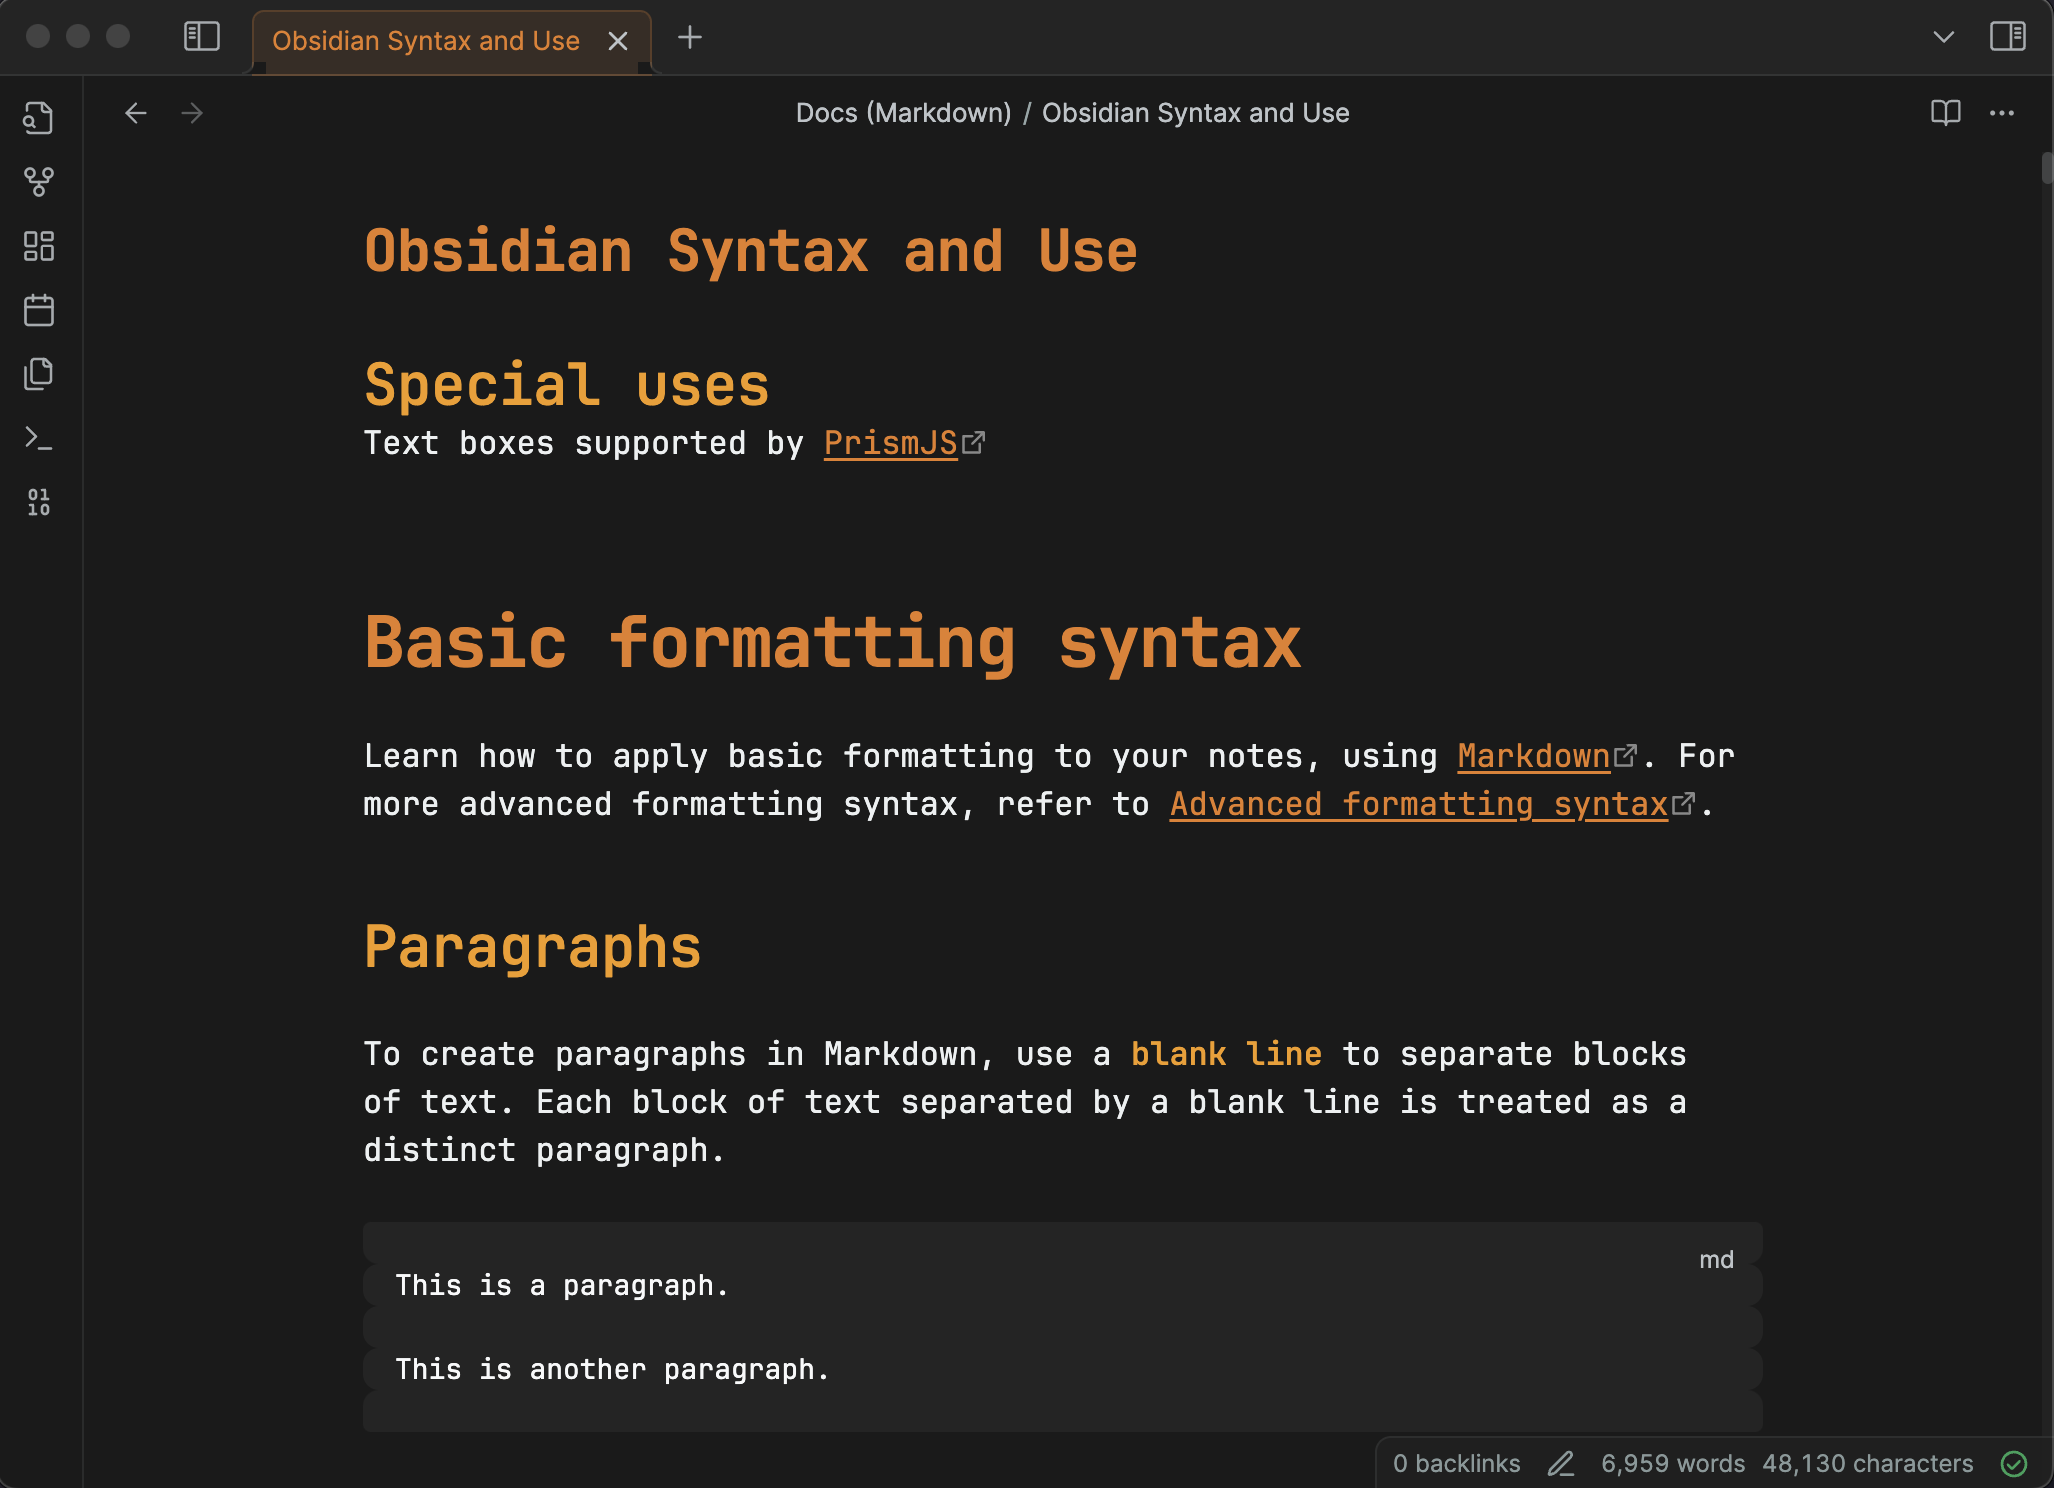 Obsidian Syntax and Use
Docs (Markdown) / Obsidian Syntax and Use
Obsidian Syntax and Use
Special uses
Text boxes supported by PrismJS
Basic formatting syntax
Learn how to apply basic formatting to your notes, using Markdown. For
more advanced formatting syntax, refer to Advanced formatting syntax.
Paragraphs
To create paragraphs in Markdown, use a blank line to separate blocks
of text. Each block of text separated by a blank line is treated as a
distinct paragraph.
md
This is a paragraph.
This is another paragraph.
0 backlinks 6,959 words 48,130 characters
01
10